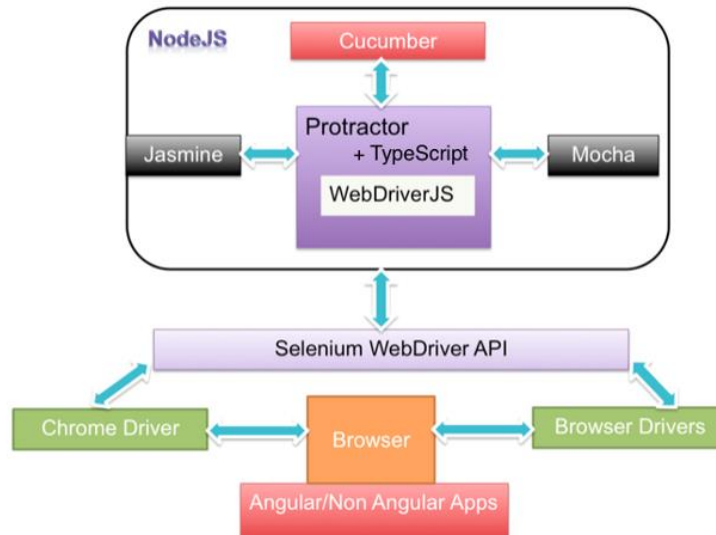 NodeJS
Cucumber
Protractor
+ TypeScript
Jasmine
Mocha
WebDriverJS
Selenium WebDriver API
Chrome Driver
Browser
Browser Drivers
Angular/Non Angular Apps